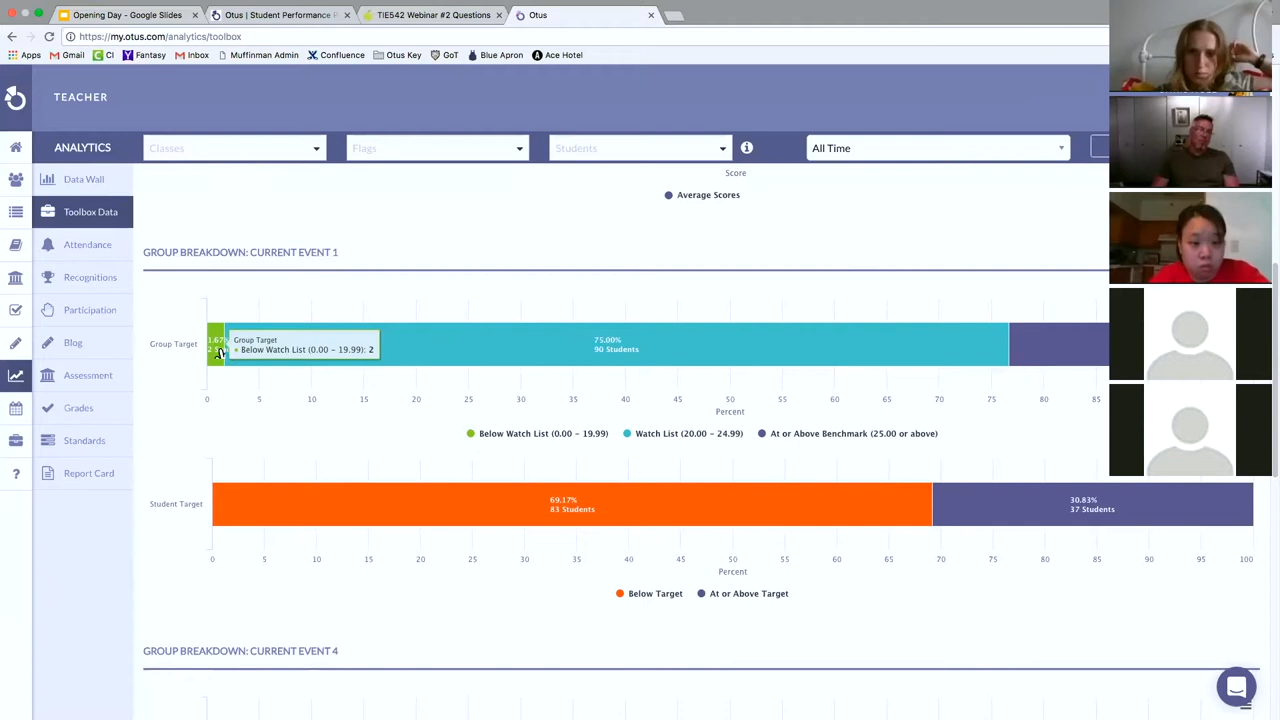 Opening Day - Google Slides
Otus | Student Performance P
TIE542 Webinar #2 Questions
Otus
https://my.otus.com/analytics/toolbox
Apps Gmail CI Fantasy Inbox Muffinman Admin Confluence Otus Key GoT Blue Apron Ace Hotel
TEACHER
ANALYTICS
Classes
Flags
Students
All Time
Data Wall
Toolbox Data
Attendance
Recognitions
Participation
Blog
Assessment
Grades
Standards
Report Card
?
Score
Average Scores
GROUP BREAKDOWN: CURRENT EVENT 1
Group Target
Group Target
Below Watch List (0.00 - 19.99): 2
75.00%
90 Students
0 5 10 15 20 25 30 35 40 45 50 55 60 65 70 75 80 85
Percent
Below Watch List (0.00 - 19.99) Watch List (20.00 - 24.99) At or Above Benchmark (25.00 or above)
Student Target
69.17%
83 Students
30.83%
37 Students
0 5 10 15 20 25 30 35 40 45 50 55 60 65 70 75 80 85 90 95 100
Percent
Below Target At or Above Target
GROUP BREAKDOWN: CURRENT EVENT 4